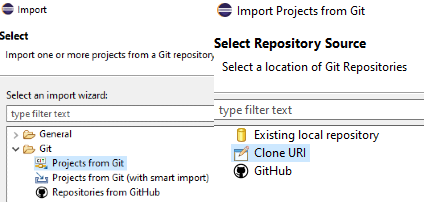 Import
Select
Import one or more projects from a Git repository
Select an import wizard:
type filter text
General
Git
Projects from Git
Projects from Git (with smart import)
Repositories from GitHub
Import Projects from Git
Select Repository Source
Select a location of Git Repositories
type filter text
Existing local repository
Clone URI
GitHub